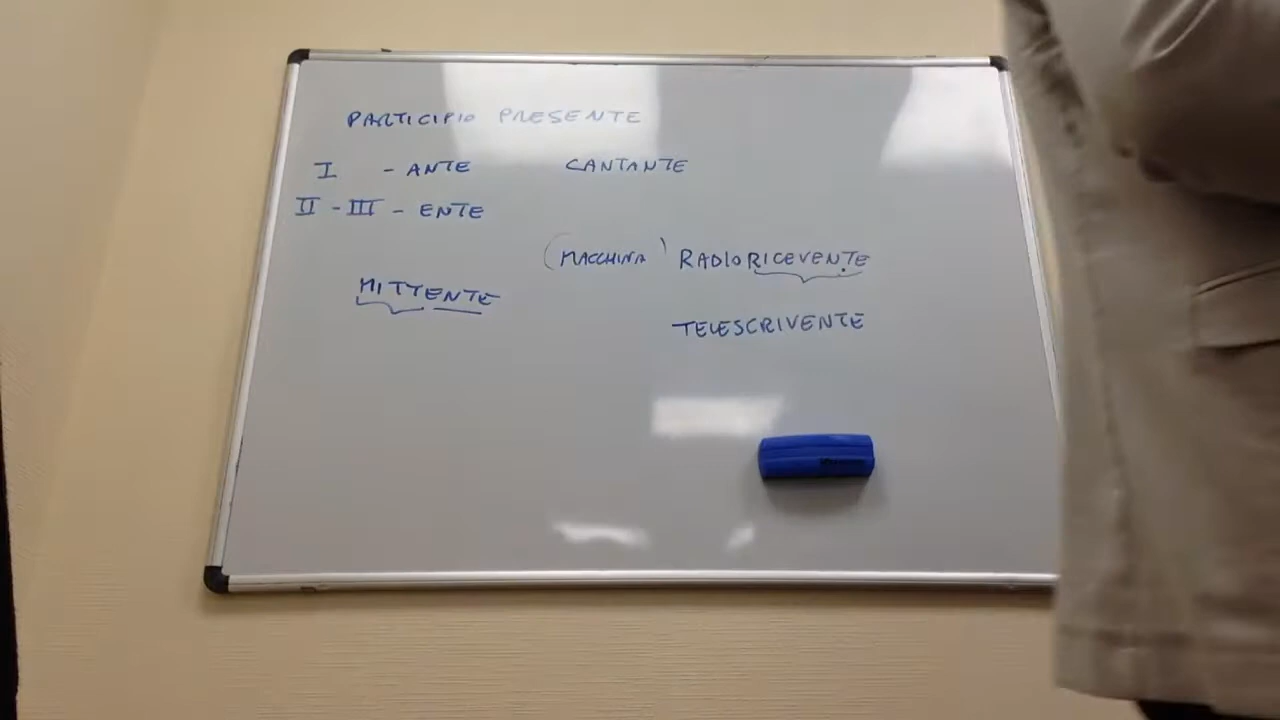 PARTICIPIO PRESENTE
I - ANTE CANTANTE
II - III - ENTE
(MACCHINA) RADIORICEVENTE
MITTENTE
TELESCRIVENTE